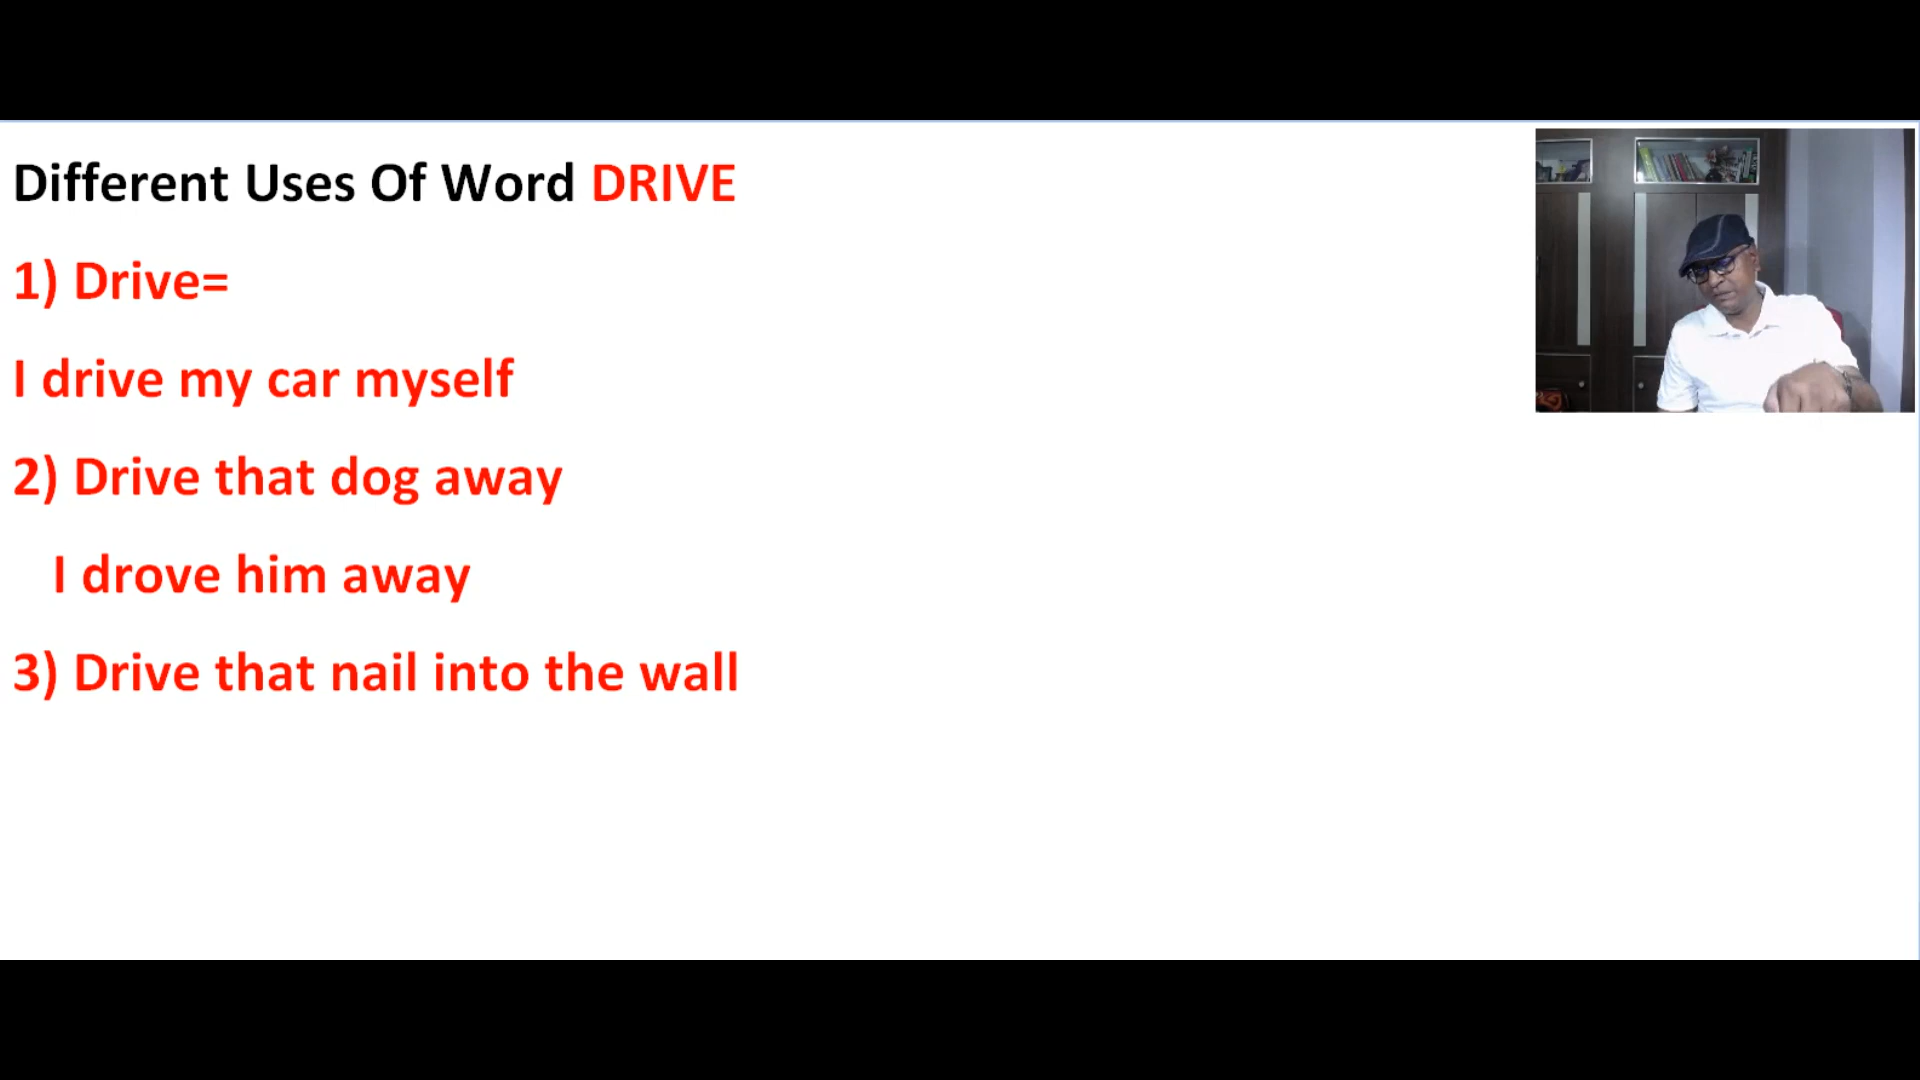 Different Uses Of Word DRIVE
1) Drive=
I drive my car myself
2) Drive that dog away
I drove him away
3) Drive that nail into the wall